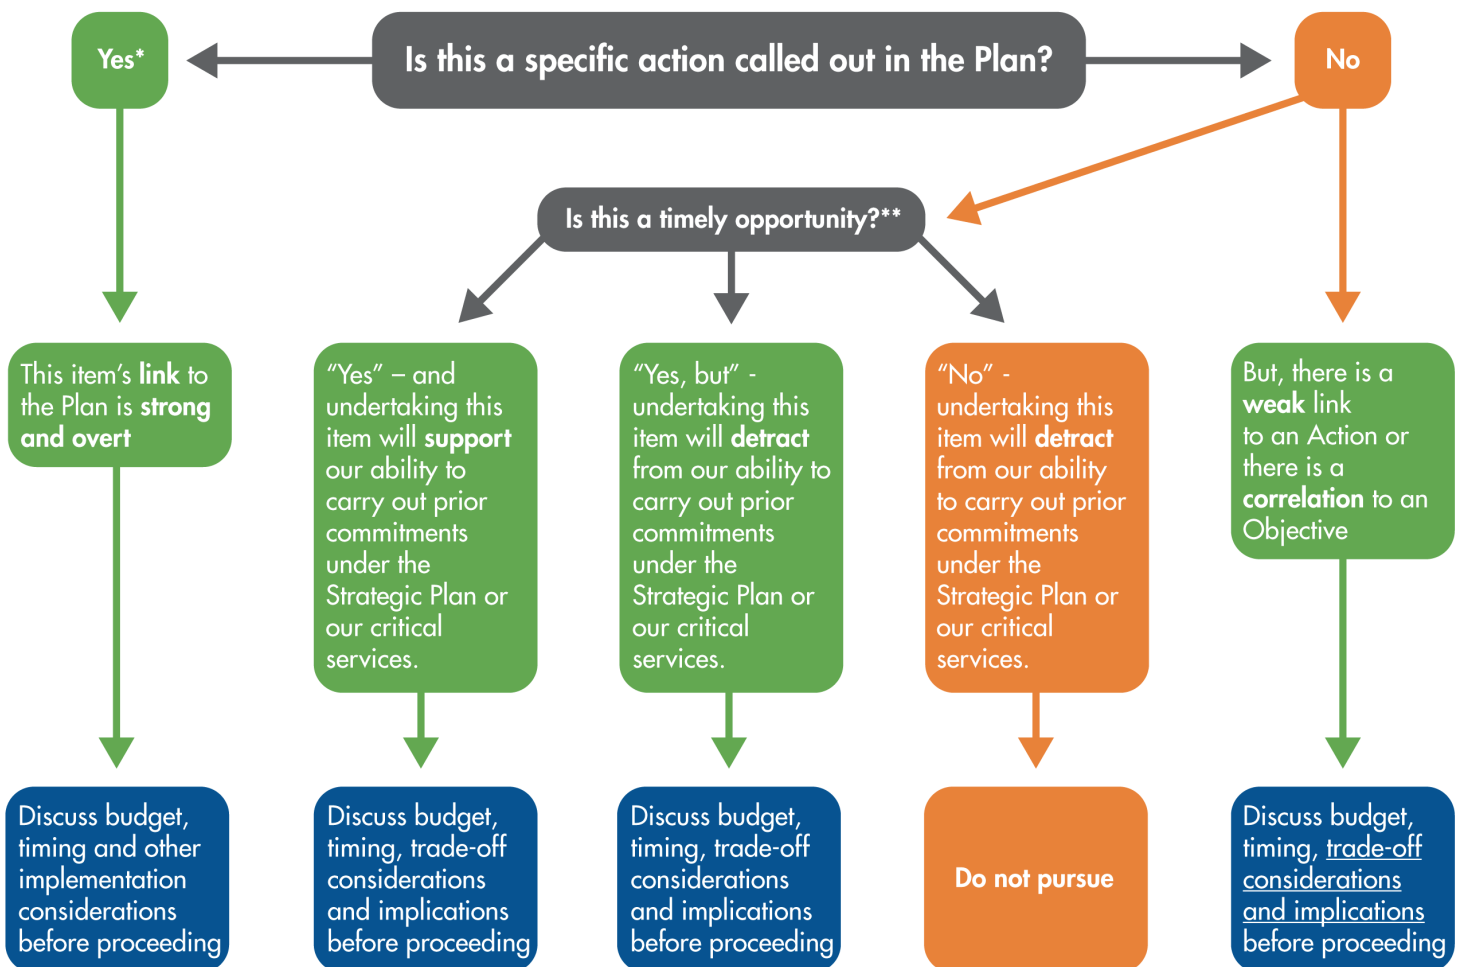 Yes*
Is this a specific action called out in the Plan?
No
Is this a timely opportunity?**
This item's link to
the Plan is strong
and overt
"Yes" – and
undertaking this
item will support
our ability to
carry out prior
commitments
under the
Strategic Plan or
our critical
services.
"Yes, but" -
undertaking this
item will detract
from our ability to
carry out prior
commitments
under the
Strategic Plan or
our critical
services.
"No" -
undertaking this
item will detract
from our ability
to carry out prior
commitments
under the
Strategic Plan or
our critical
services.
But, there is a
weak link
to an Action or
there is a
correlation to an
Objective
Discuss budget,
timing and other
implementation
considerations
before proceeding
Discuss budget,
timing, trade-off
considerations
and implications
before proceeding
Discuss budget,
timing, trade-off
considerations
and implications
before proceeding
Do not pursue
Discuss budget,
timing, trade-off
considerations
and implications
before proceeding